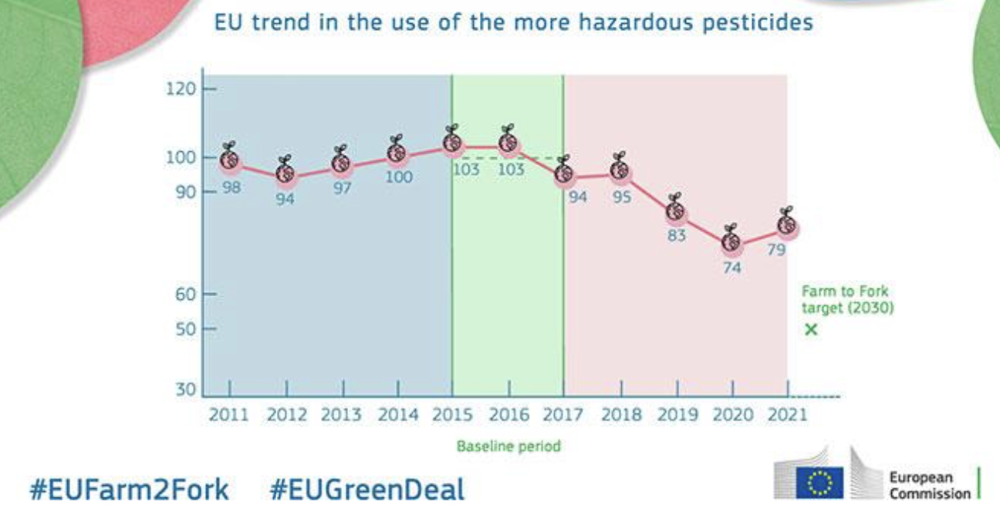 EU trend in the use of the more hazardous pesticides
120
100
90
60
50
30
98
94
97
100
103
103
94
95
83
74
79
Farm to Fork
target (2030)
2011 2012 2013 2014 2015 2016 2017 2018 2019 2020 2021
Baseline period
#EUFarm2Fork #EUGreenDeal
European
Commission